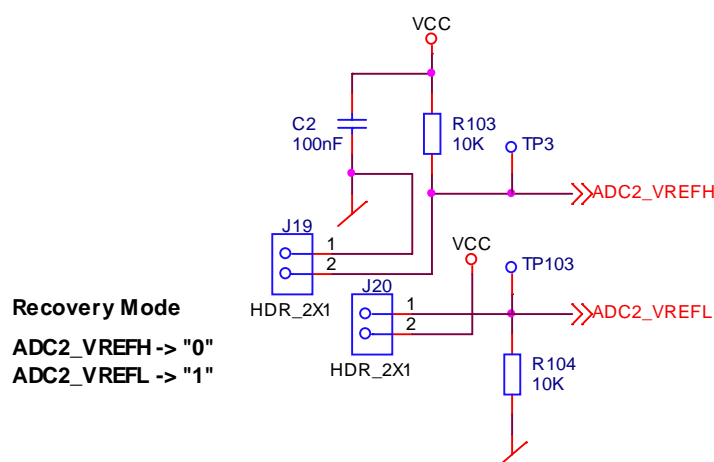 VCC
C2
100nF
R103
10K
TP3
ADC2_VREFH
J19
1
2
HDR_2X1
VCC
TP103
J20
1
2
HDR_2X1
ADC2_VREFL
R104
10K
Recovery Mode
ADC2_VREFH -> "0"
ADC2_VREFL -> "1"